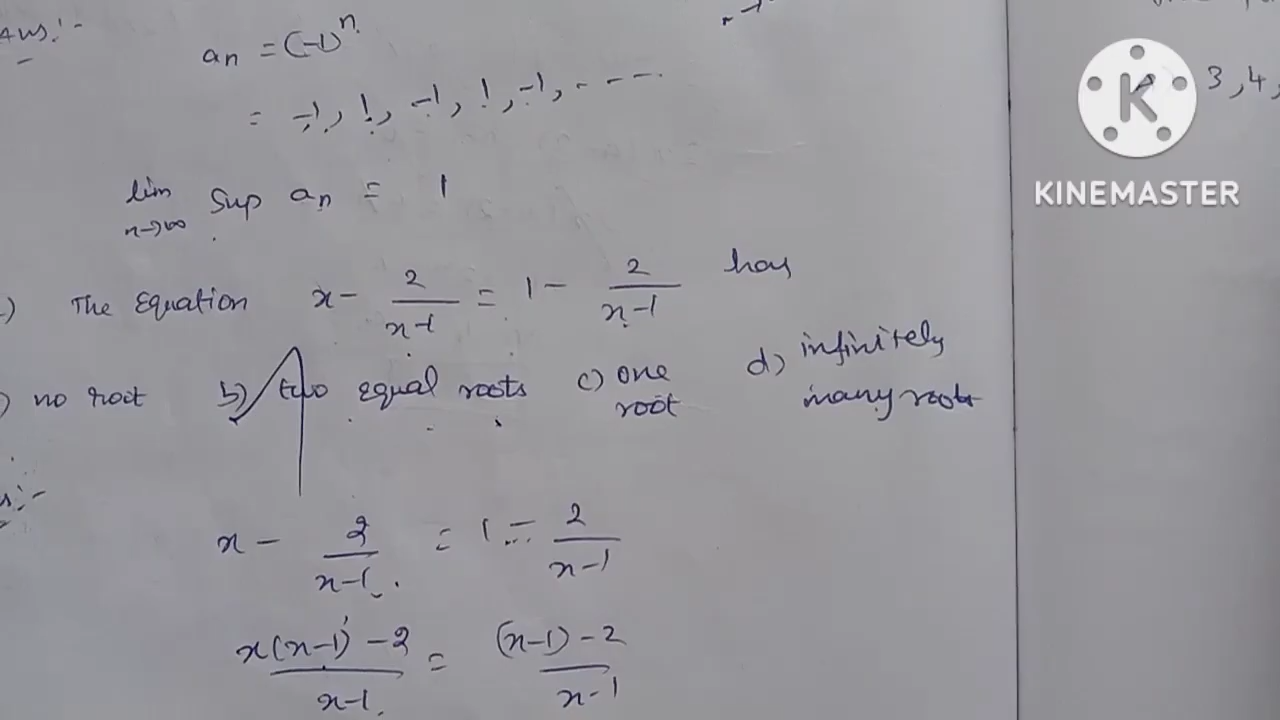 Ans:-
aₙ = (-1)ⁿ
= -1, 1, -1, 1, -1, - - - -
3, 4,
K
KINEMASTER
lim n→∞ Sup aₙ = 1
) The Equation x - 2/(x-1) = 1 - 2/(x-1) has
) no root b) two equal roots c) one root d) infinitely many roots
s:-
x - 2/(x-1) = 1 - 2/(x-1)
(x(x-1) - 2)/(x-1) = ((x-1) - 2)/(x-1)